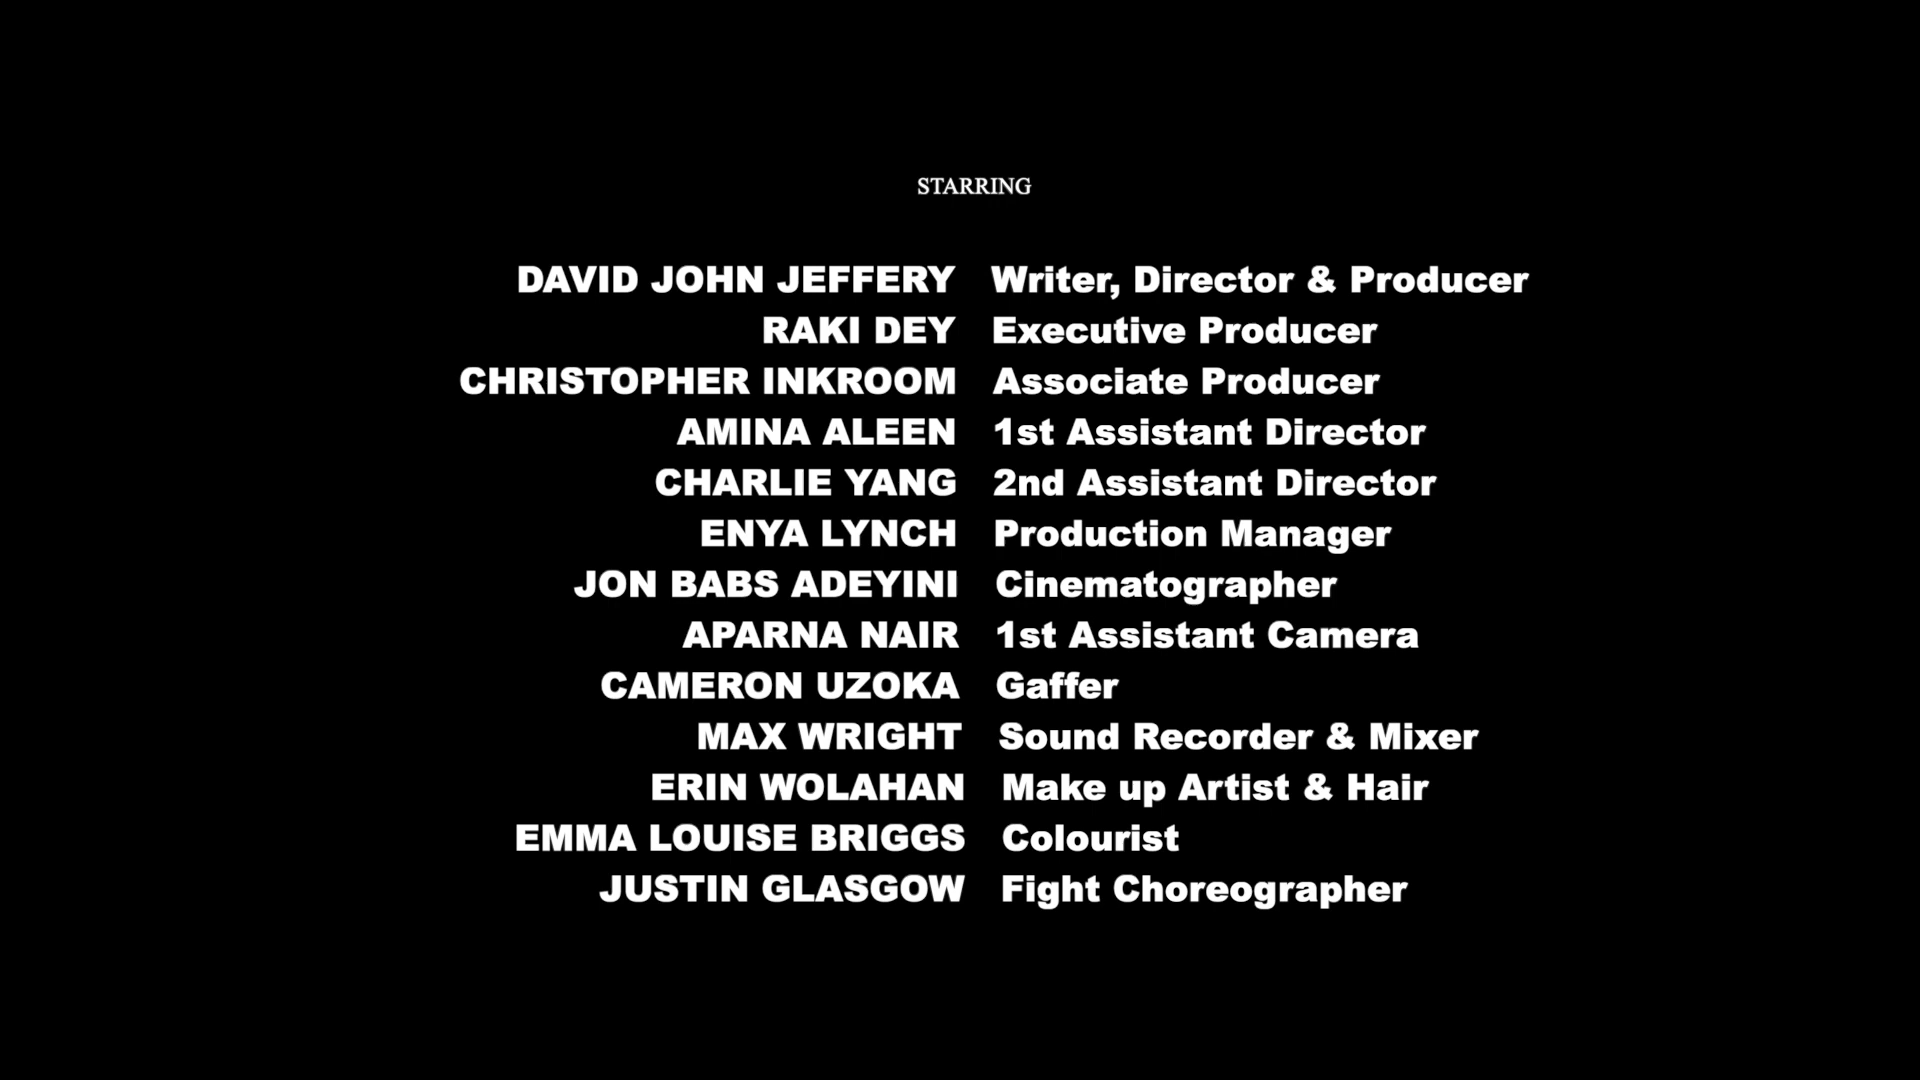 STARRING
DAVID JOHN JEFFERY Writer, Director & Producer
RAKI DEY Executive Producer
CHRISTOPHER INKROOM Associate Producer
AMINA ALEEN 1st Assistant Director
CHARLIE YANG 2nd Assistant Director
ENYA LYNCH Production Manager
JON BABS ADEYINI Cinematographer
APARNA NAIR 1st Assistant Camera
CAMERON UZOKA Gaffer
MAX WRIGHT Sound Recorder & Mixer
ERIN WOLAHAN Make up Artist & Hair
EMMA LOUISE BRIGGS Colourist
JUSTIN GLASGOW Fight Choreographer